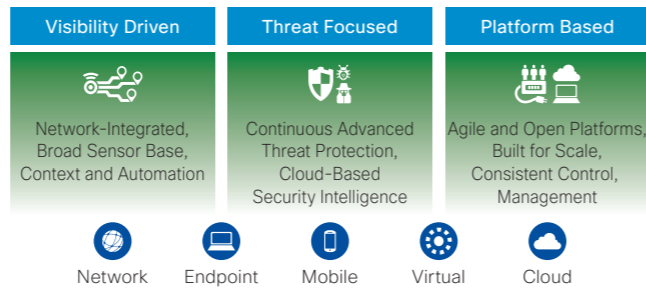 Visibility Driven
Threat Focused
Platform Based
Network-Integrated,
Broad Sensor Base,
Context and Automation
Continuous Advanced
Threat Protection,
Cloud-Based
Security Intelligence
Agile and Open Platforms,
Built for Scale,
Consistent Control,
Management
Network
Endpoint
Mobile
Virtual
Cloud